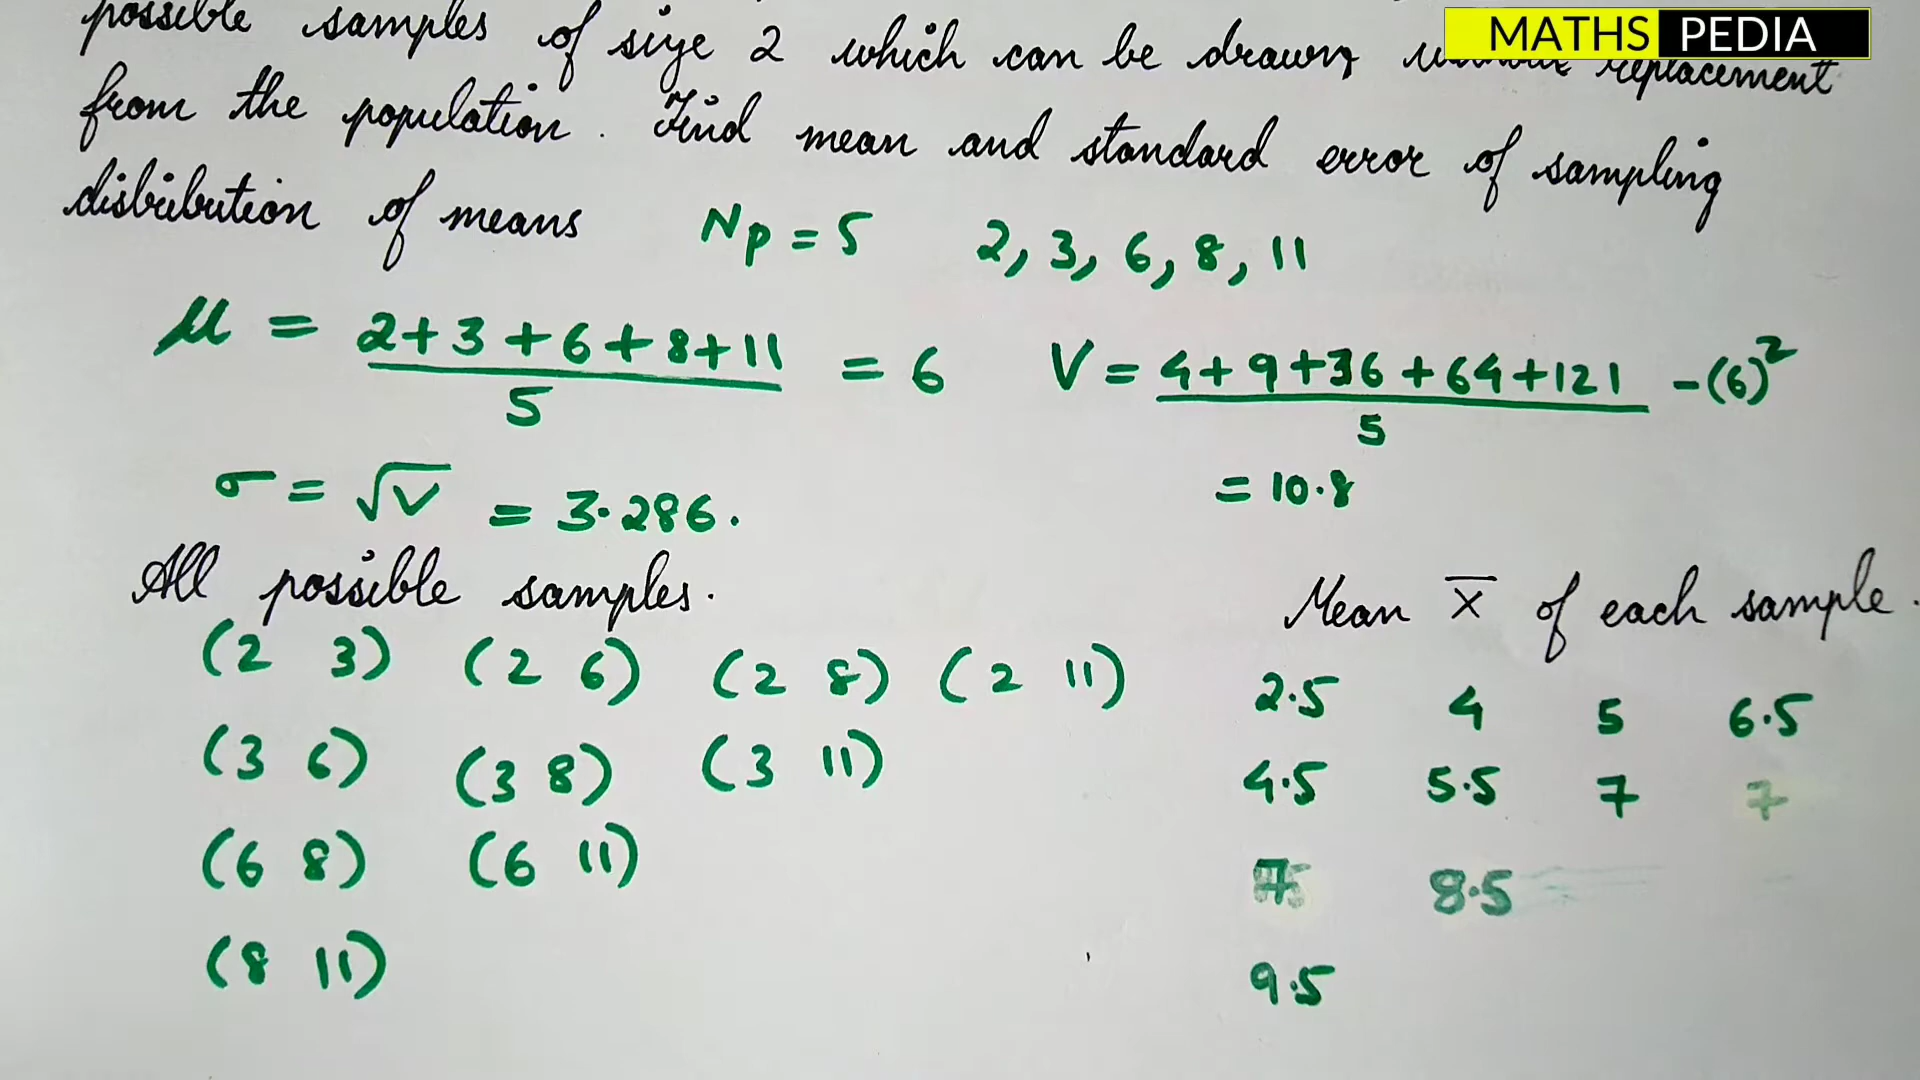 MATHS PEDIA
possible samples of size 2 which can be drawn, without replacement
from the population. Find mean and standard error of sampling
distribution of means Np = 5 2, 3, 6, 8, 11
μ = 2+3+6+8+11 / 5 = 6 V = 4+9+36+64+121 / 5 -(6)²
σ = √V = 3.286. = 10.8
All possible samples. Mean X̄ of each sample.
(2 3) (2 6) (2 8) (2 11) 2.5 4 5 6.5
(3 6) (3 8) (3 11) 4.5 5.5 7 7
(6 8) (6 11) 7 8.5
(8 11) 9.5